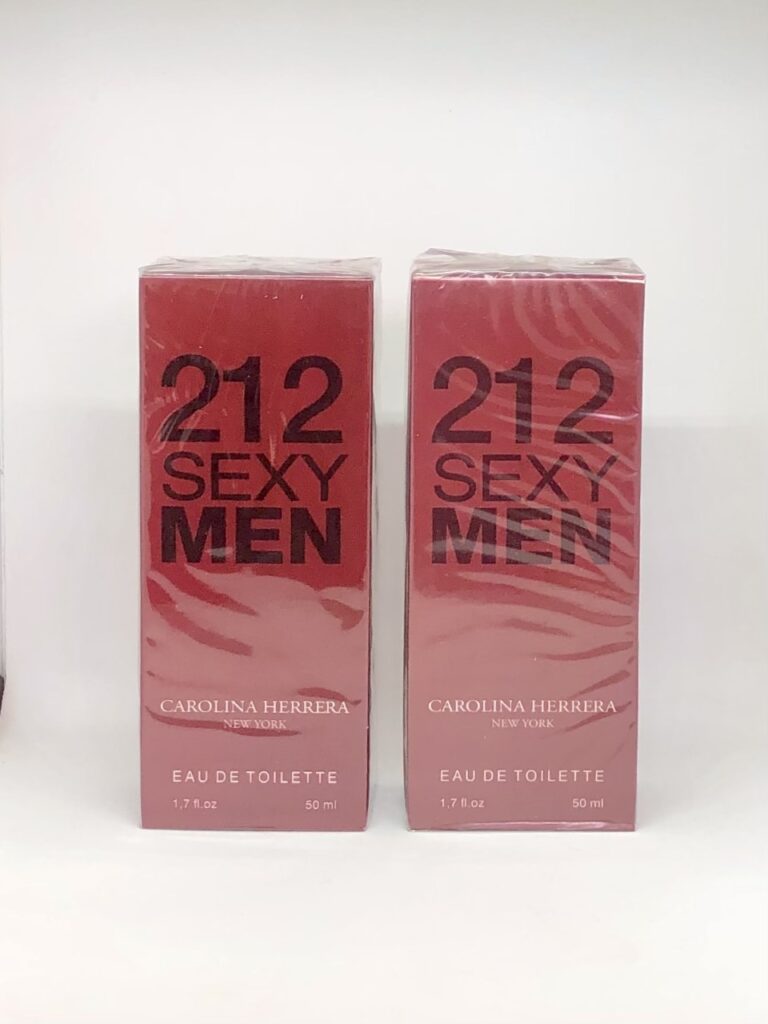 212
SEXY
MEN
CAROLINA HERRERA
NEW YORK
EAU DE TOILETTE
1,7 fl.oz 50 ml
212
SEXY
MEN
CAROLINA HERRERA
NEW YORK
EAU DE TOILETTE
1,7 fl.oz 50 ml